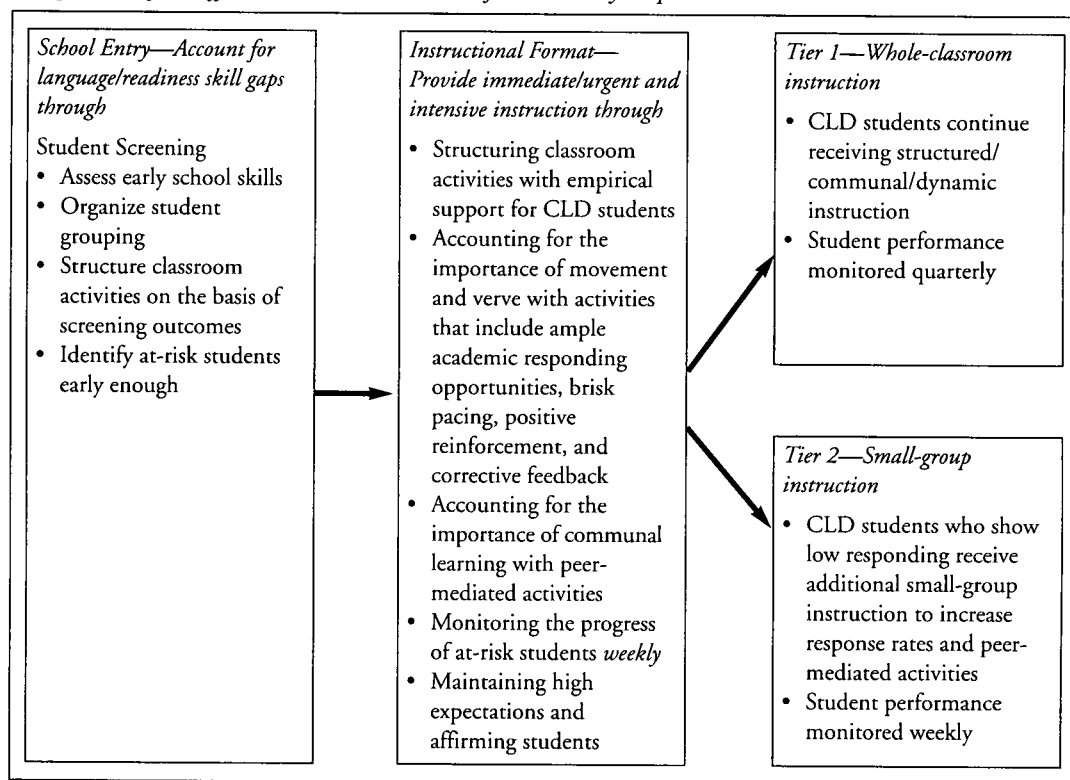 School Entry—Account for
language/readiness skill gaps
through
Student Screening
• Assess early school skills
• Organize student
grouping
• Structure classroom
activities on the basis of
screening outcomes
• Identify at-risk students
early enough
Instructional Format—
Provide immediate/urgent and
intensive instruction through
• Structuring classroom
activities with empirical
support for CLD students
• Accounting for the
importance of movement
and verve with activities
that include ample
academic responding
opportunities, brisk
pacing, positive
reinforcement, and
corrective feedback
• Accounting for the
importance of communal
learning with peer-
mediated activities
• Monitoring the progress
of at-risk students weekly
• Maintaining high
expectations and
affirming students
Tier 1—Whole-classroom
instruction
• CLD students continue
receiving structured/
communal/dynamic
instruction
• Student performance
monitored quarterly
Tier 2—Small-group
instruction
• CLD students who show
low responding receive
additional small-group
instruction to increase
response rates and peer-
mediated activities
• Student performance
monitored weekly